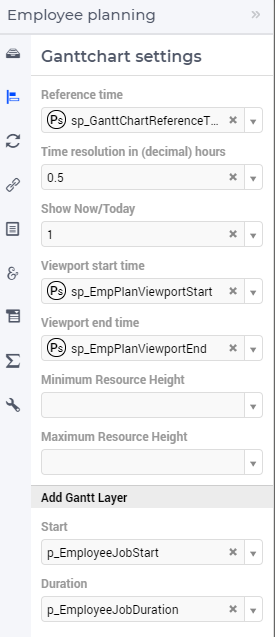 Employee planning »
Ganttchart settings
Reference time
Ps sp_GanttChartReferenceT... × ▾
Time resolution in (decimal) hours
0.5 × ▾
Show Now/Today
1 × ▾
Viewport start time
Ps sp_EmpPlanViewportStart × ▾
Viewport end time
Ps sp_EmpPlanViewportEnd × ▾
Minimum Resource Height
Maximum Resource Height
Add Gantt Layer
Start
p_EmployeeJobStart × ▾
Duration
p_EmployeeJobDuration × ▾